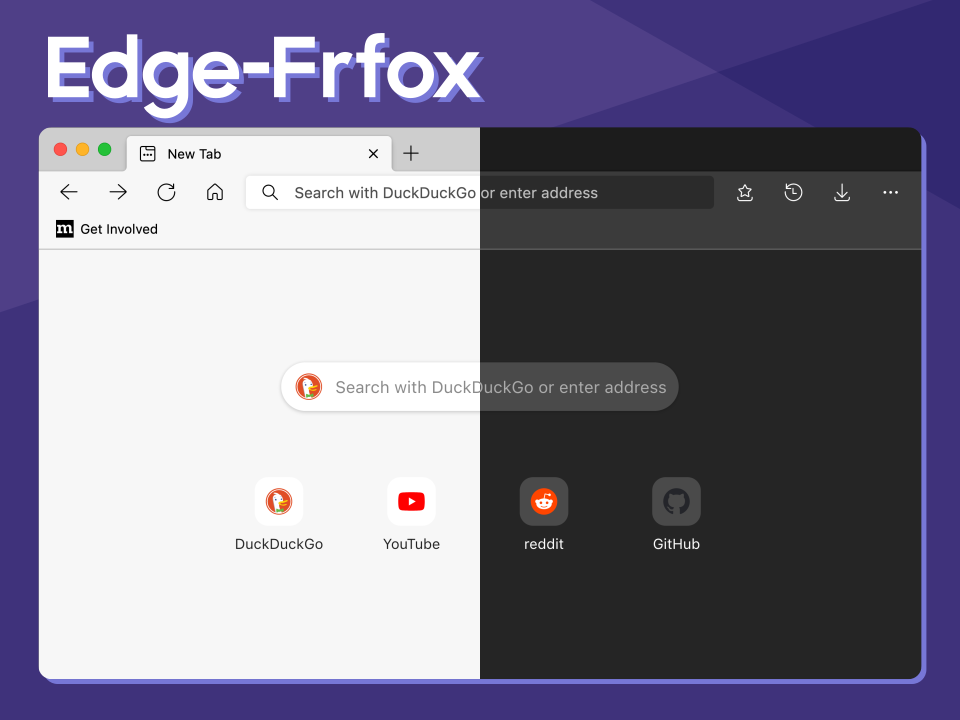 Edge-Frfox
New Tab
Search with DuckDuckGo or enter address
m Get Involved
Search with DuckDuckGo or enter address
DuckDuckGo YouTube reddit GitHub